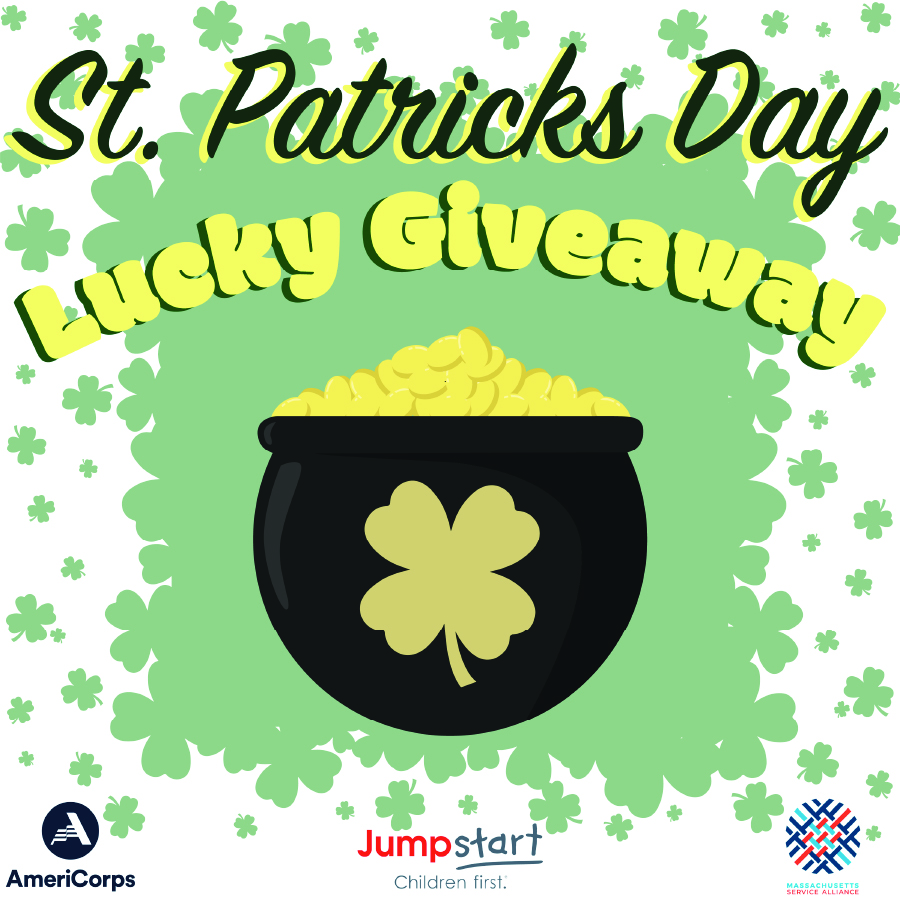 St. Patricks Day
Lucky Giveaway
AmeriCorps
Jumpstart
Children first.
MASSACHUSETTS
SERVICE ALLIANCE